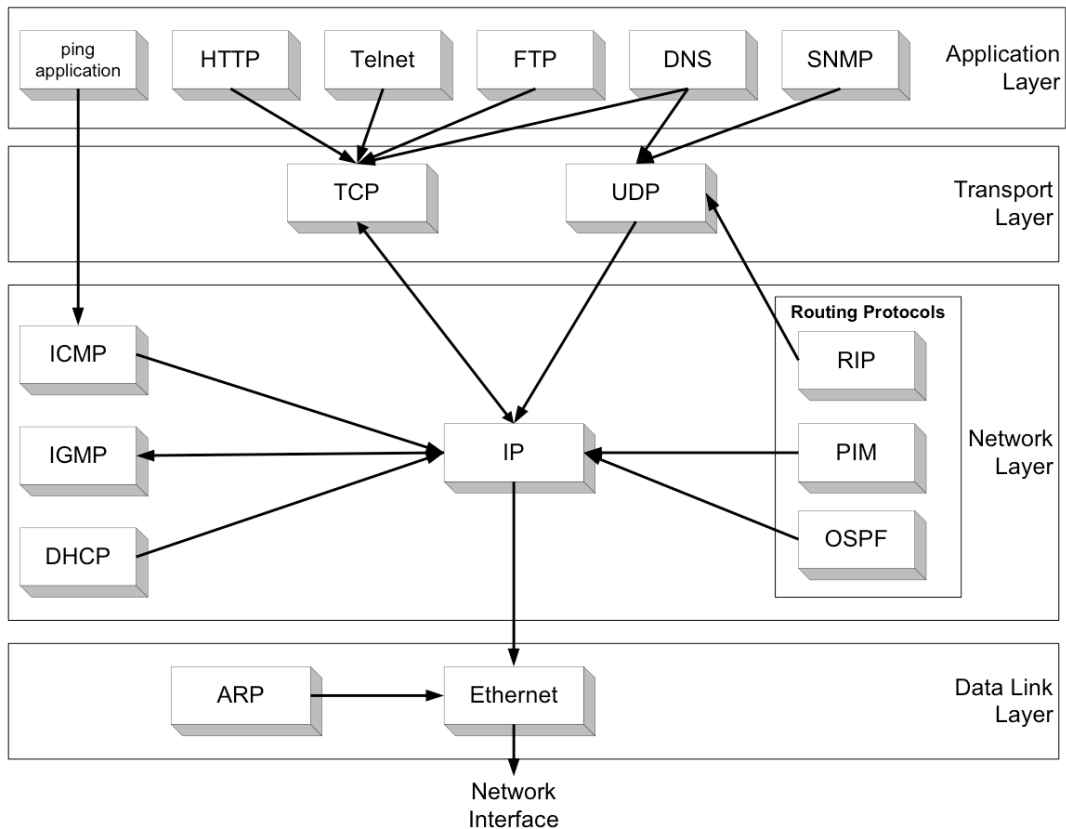 ping
application
HTTP
Telnet
FTP
DNS
SNMP
Application
Layer
TCP
UDP
Transport
Layer
Routing Protocols
ICMP
RIP
IGMP
IP
PIM
Network
Layer
DHCP
OSPF
ARP
Ethernet
Data Link
Layer
Network
Interface